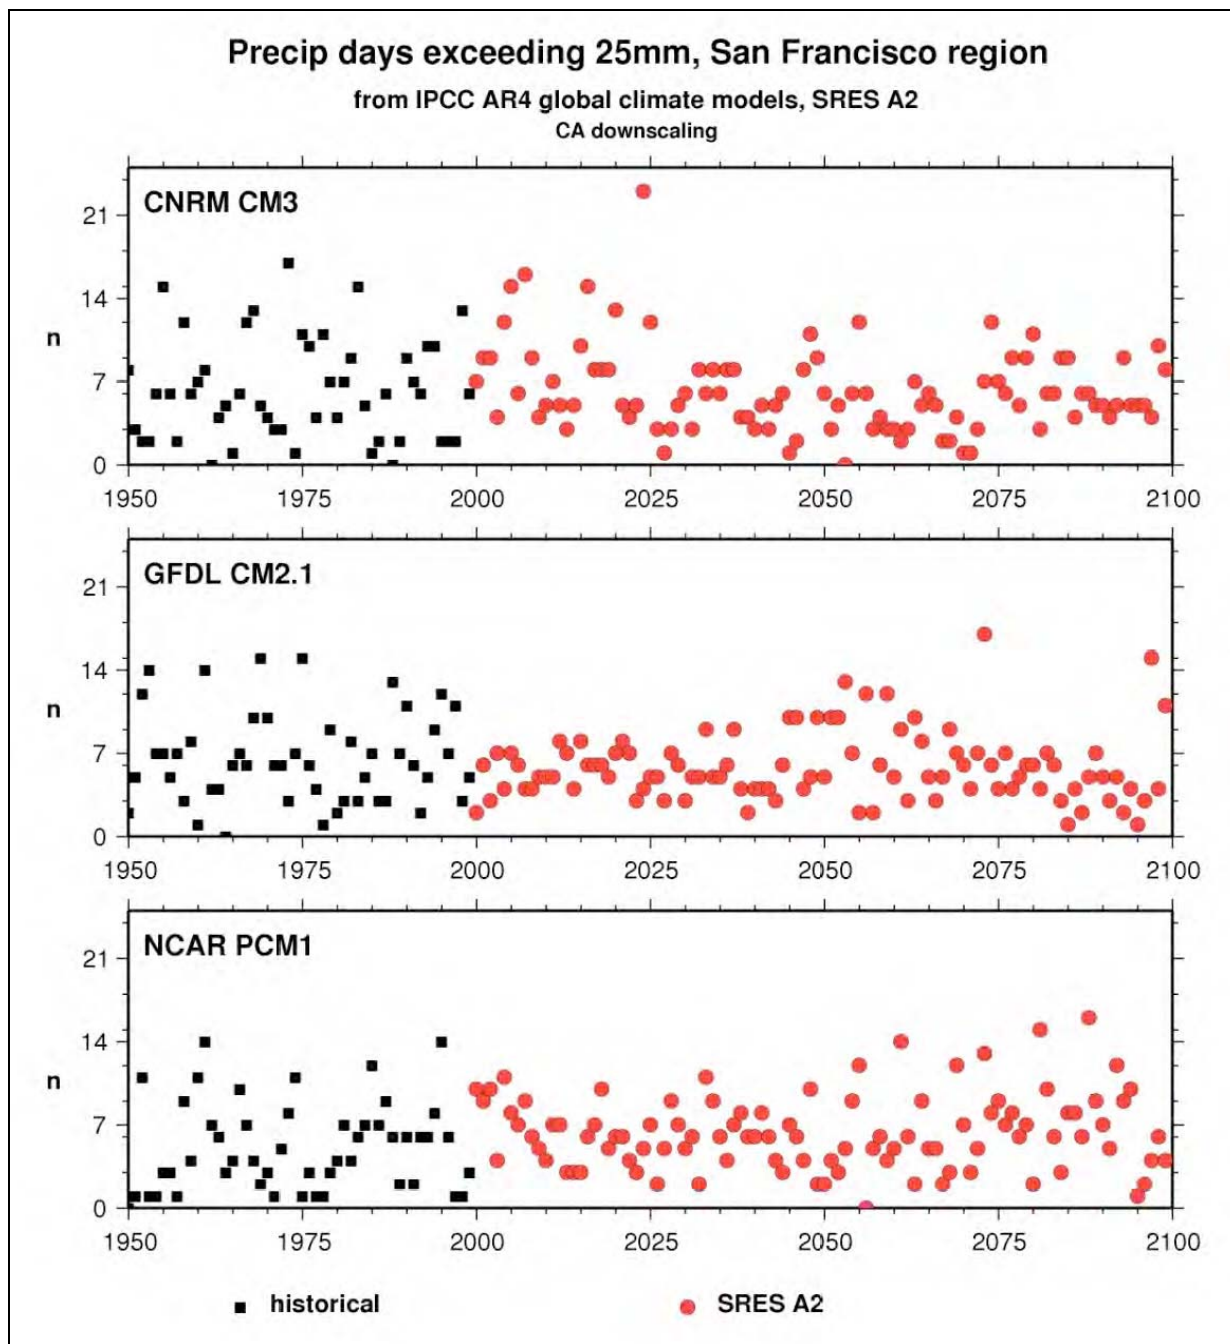 Precip days exceeding 25mm, San Francisco region
from IPCC AR4 global climate models, SRES A2
CA downscaling
CNRM CM3
21
14
n
7
0
1950 1975 2000 2025 2050 2075 2100
GFDL CM2.1
21
14
n
7
0
1950 1975 2000 2025 2050 2075 2100
NCAR PCM1
21
14
n
7
0
1950 1975 2000 2025 2050 2075 2100
historical SRES A2